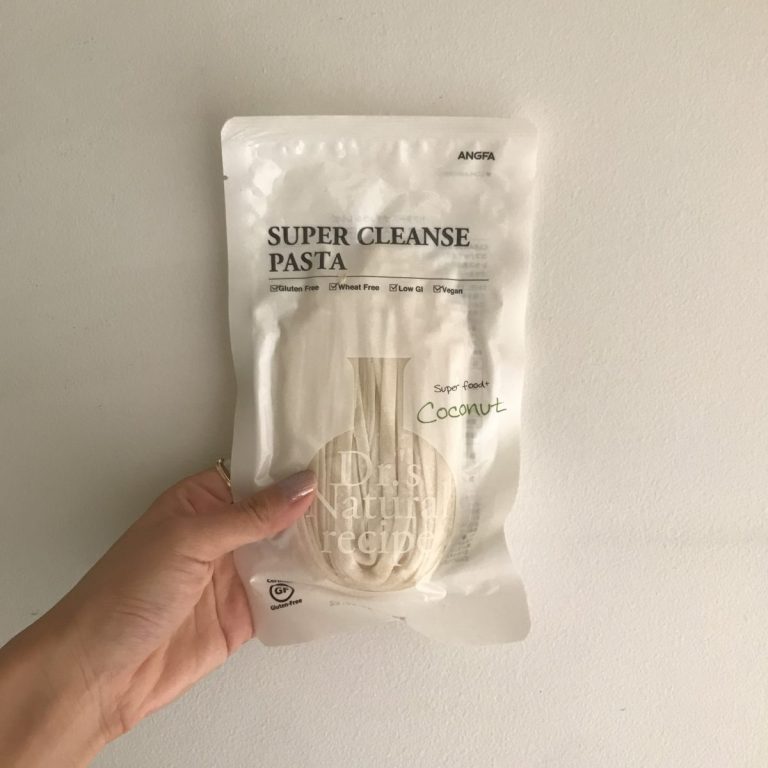 ANGFA
SUPER CLEANSE
PASTA
☑Gluten Free ☑Wheat Free ☑Low GI ☑Vegan
Super food+
Coconut
Dr.'s
Natural
recipe
GF
Gluten-Free